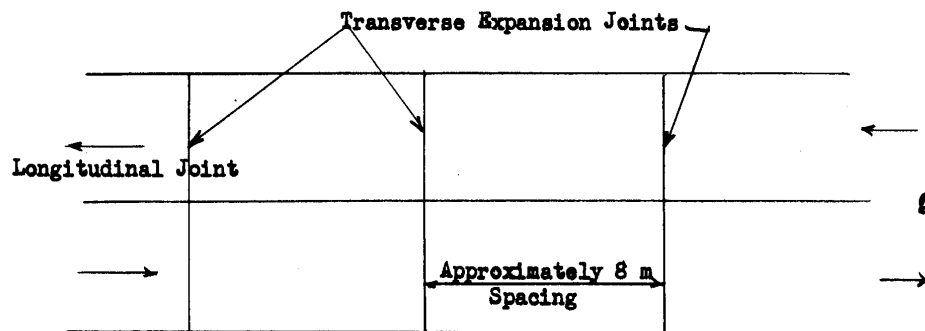 Transverse Expansion Joints
Longitudinal Joint
Approximately 8 m
Spacing